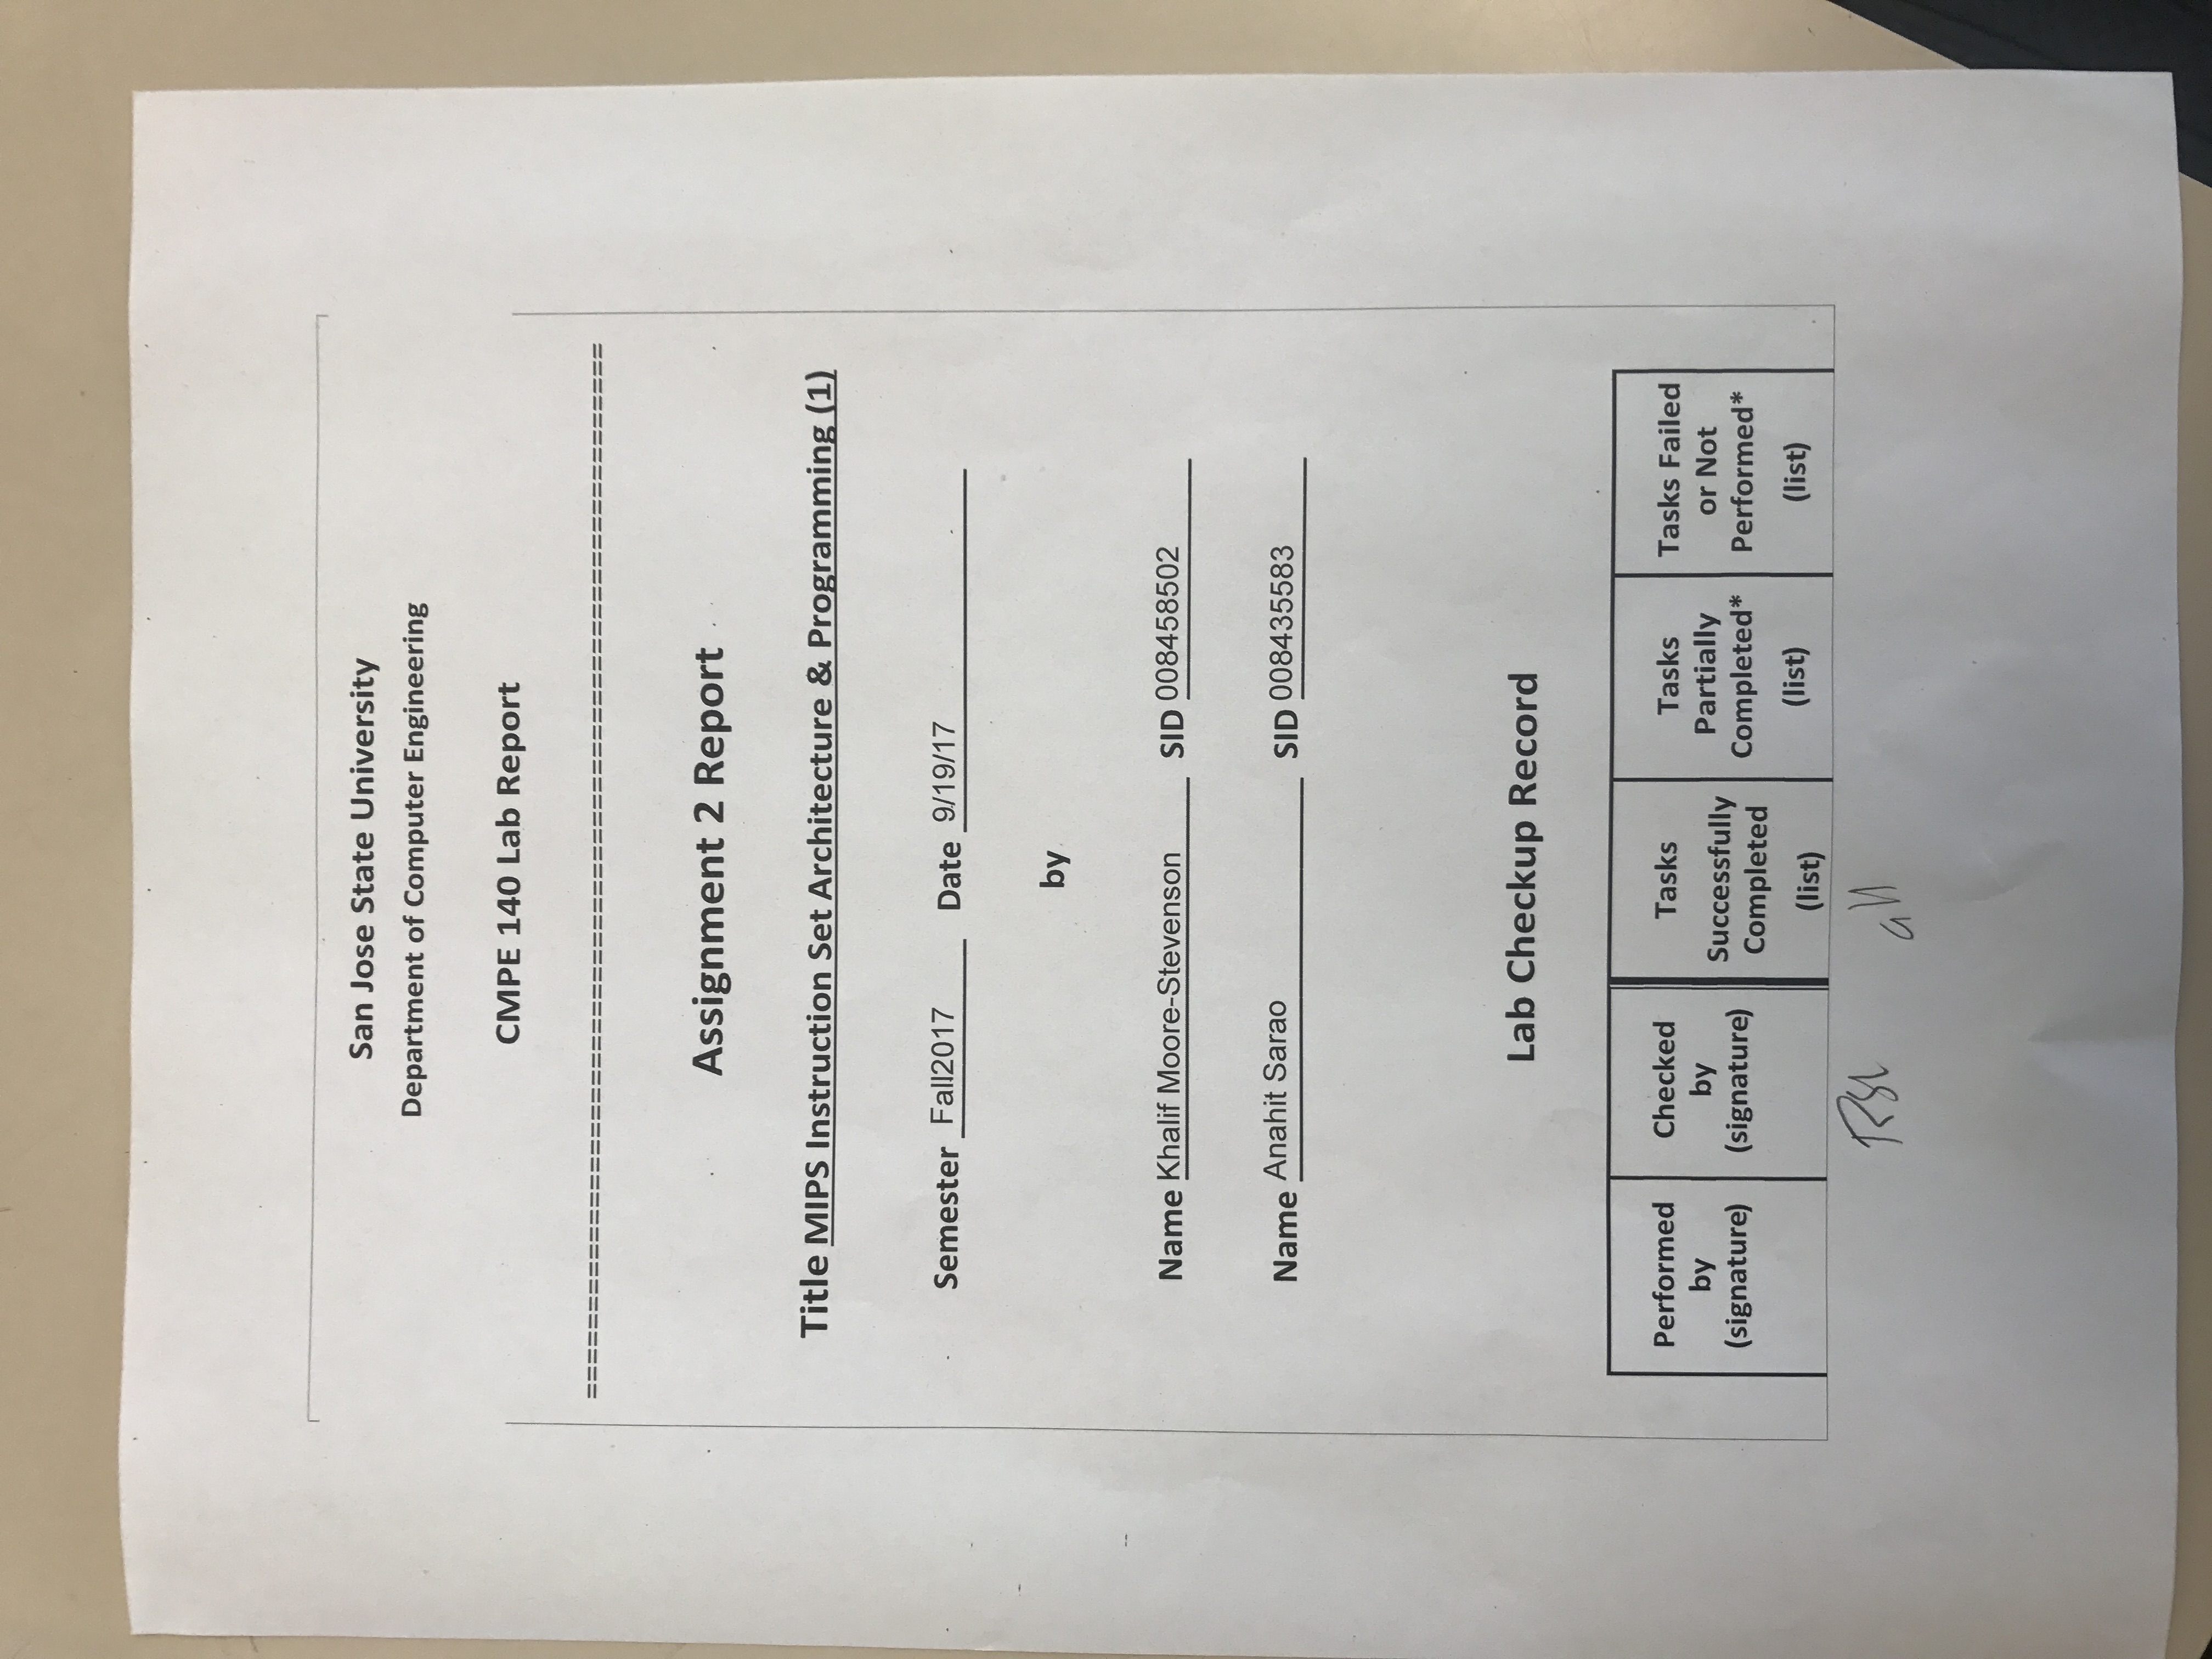 San Jose State University
Department of Computer Engineering
CMPE 140 Lab Report
=============================================================
Assignment 2 Report
Title MIPS Instruction Set Architecture & Programming (1)
Semester Fall2017 Date 9/19/17
by
Name Khalif Moore-Stevenson SID 008458502
Name Anahit Sarao SID 008435583
Lab Checkup Record
Performed
by
(signature)
Checked
by
(signature)
Tasks
Successfully
Completed
(list)
Tasks
Partially
Completed*
(list)
Tasks Failed
or Not
Performed*
(list)
all